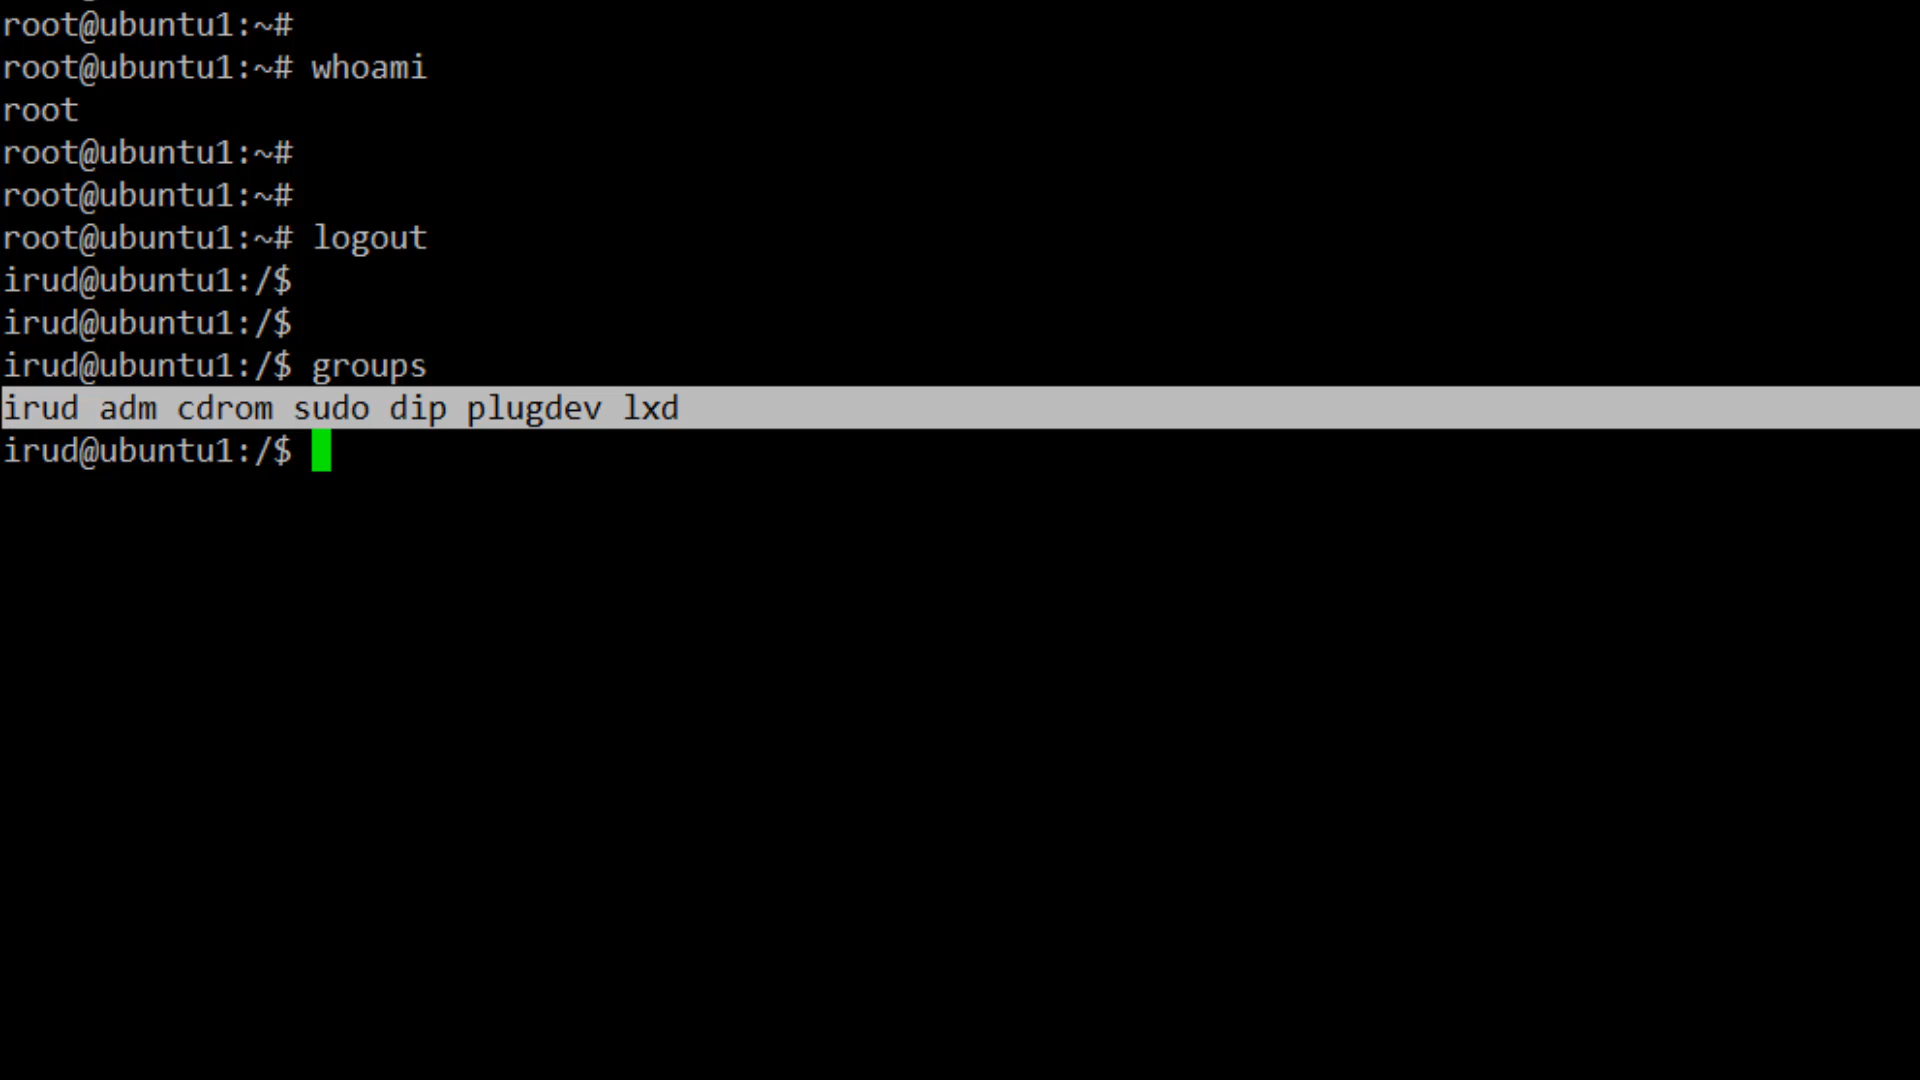 root@ubuntu1:~#
root@ubuntu1:~# whoami
root
root@ubuntu1:~#
root@ubuntu1:~#
root@ubuntu1:~# logout
irud@ubuntu1:/$
irud@ubuntu1:/$
irud@ubuntu1:/$ groups
irud adm cdrom sudo dip plugdev lxd
irud@ubuntu1:/$